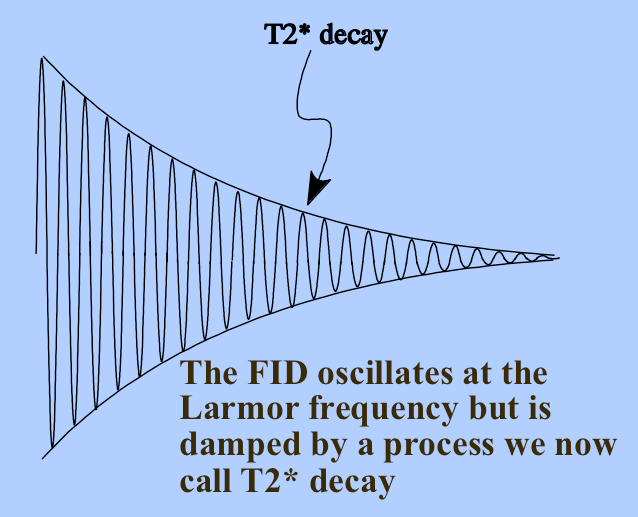 T2* decay
The FID oscillates at the
Larmor frequency but is
damped by a process we now
call T2* decay